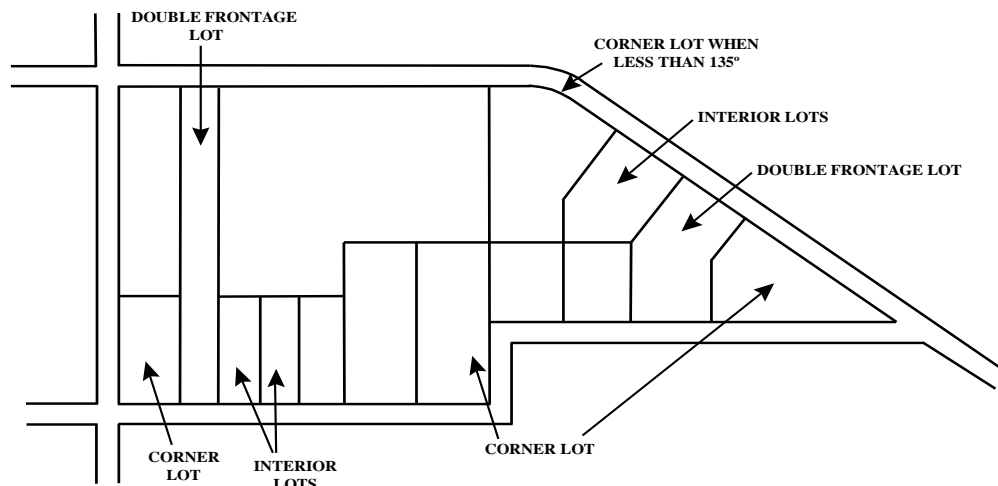 DOUBLE FRONTAGE
LOT
CORNER LOT WHEN
LESS THAN 135º
INTERIOR LOTS
DOUBLE FRONTAGE LOT
CORNER
LOT
INTERIOR
LOTS
CORNER LOT